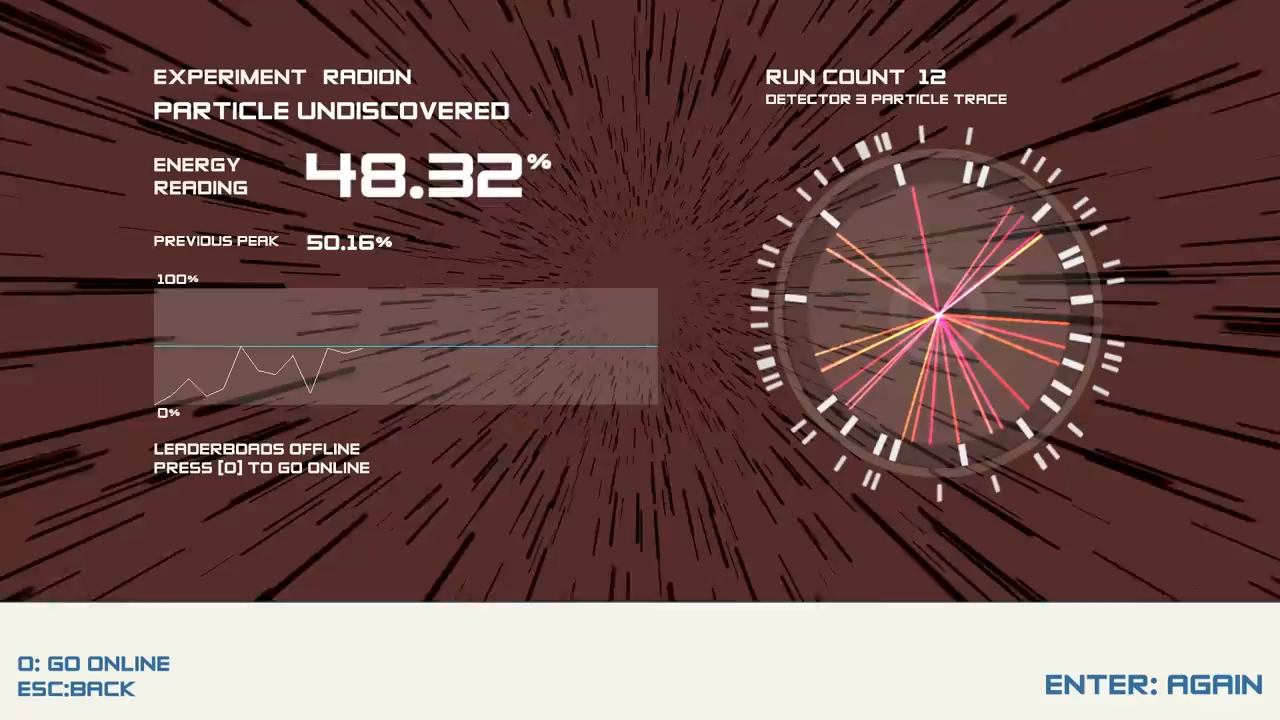 EXPERIMENT RADION
PARTICLE UNDISCOVERED
ENERGY
READING
48.32%
PREVIOUS PEAK 50.16%
100%
0%
LEADERBOADS OFFLINE
PRESS [O] TO GO ONLINE
RUN COUNT 12
DETECTOR 3 PARTICLE TRACE
O: GO ONLINE
ESC:BACK
ENTER: AGAIN